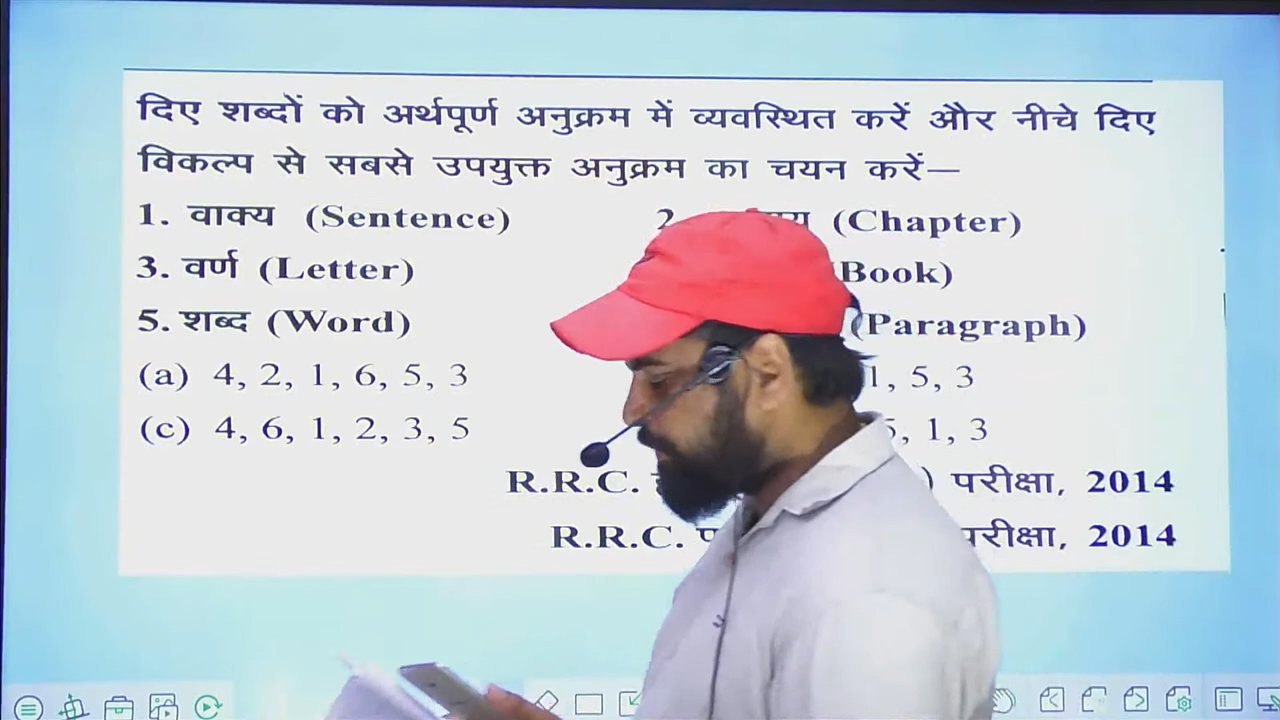 दिए शब्दों को अर्थपूर्ण अनुक्रम में व्यवस्थित करें और नीचे दिए
विकल्प से सबसे उपयुक्त अनुक्रम का चयन करें—
1. वाक्य (Sentence) 2. (Chapter)
3. वर्ण (Letter) Book)
5. शब्द (Word) (Paragraph)
(a) 4, 2, 1, 6, 5, 3 1, 5, 3
(c) 4, 6, 1, 2, 3, 5 1, 3
R.R.C. ) परीक्षा, 2014
R.R.C. परीक्षा, 2014